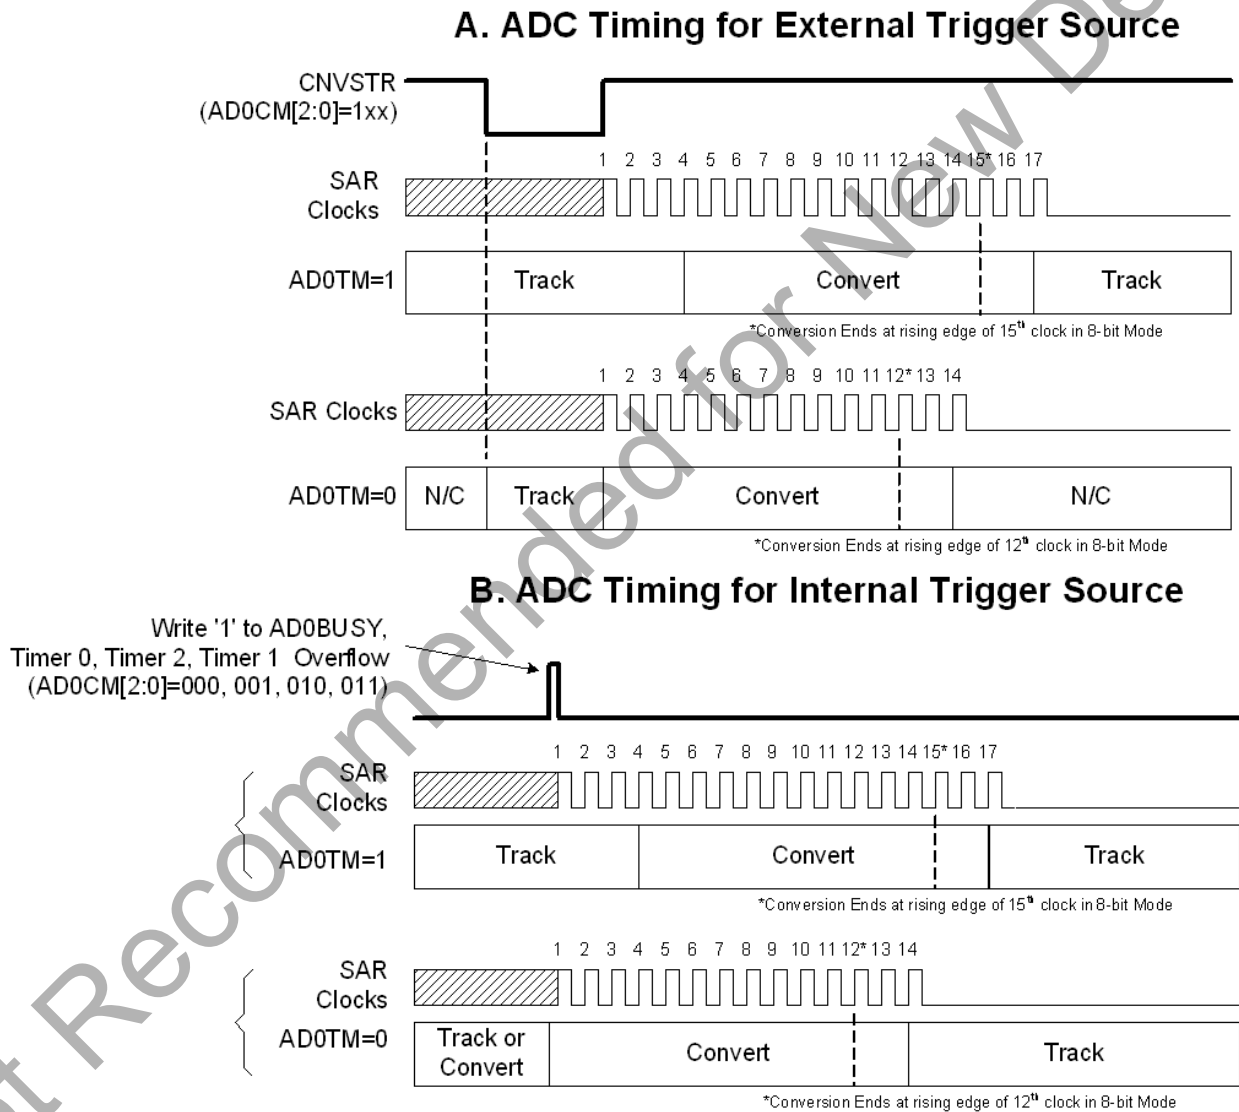 A. ADC Timing for External Trigger Source
CNVSTR
(AD0CM[2:0]=1xx)
1 2 3 4 5 6 7 8 9 10 11 12 13 14 15* 16 17
SAR
Clocks
AD0TM=1
Track
Convert
Track
*Conversion Ends at rising edge of 15th clock in 8-bit Mode
1 2 3 4 5 6 7 8 9 10 11 12* 13 14
SAR Clocks
AD0TM=0
N/C
Track
Convert
N/C
*Conversion Ends at rising edge of 12th clock in 8-bit Mode
B. ADC Timing for Internal Trigger Source
Write '1' to AD0BUSY,
Timer 0, Timer 2, Timer 1 Overflow
(AD0CM[2:0]=000, 001, 010, 011)
1 2 3 4 5 6 7 8 9 10 11 12 13 14 15* 16 17
SAR
Clocks
AD0TM=1
Track
Convert
Track
*Conversion Ends at rising edge of 15th clock in 8-bit Mode
1 2 3 4 5 6 7 8 9 10 11 12* 13 14
SAR
Clocks
AD0TM=0
Track or
Convert
Convert
Track
*Conversion Ends at rising edge of 12th clock in 8-bit Mode
Recommended for New